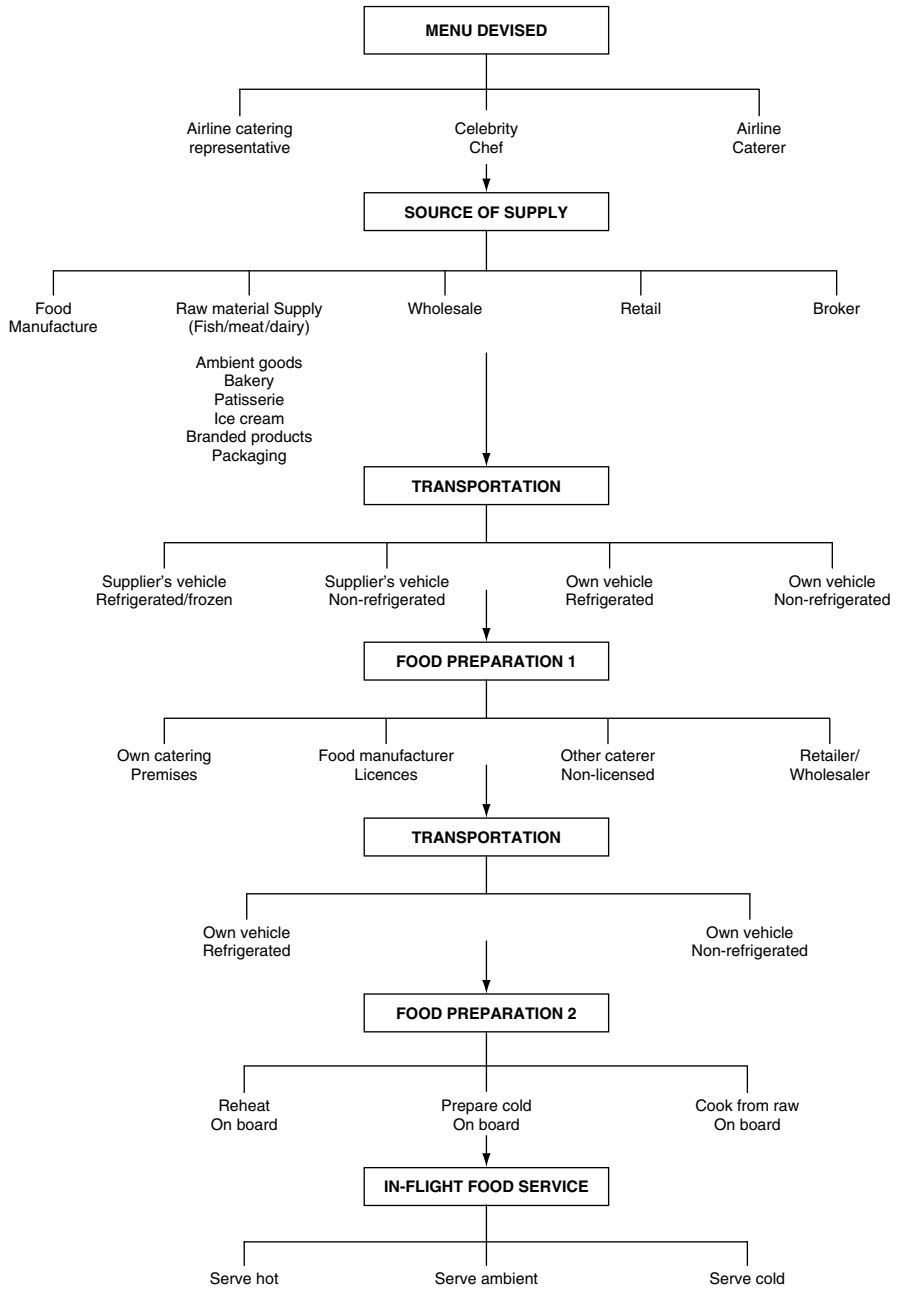 MENU DEVISED
Airline catering
representative
Celebrity
Chef
Airline
Caterer
SOURCE OF SUPPLY
Food
Manufacture
Raw material Supply
(Fish/meat/dairy)
Ambient goods
Bakery
Patisserie
Ice cream
Branded products
Packaging
Wholesale
Retail
Broker
TRANSPORTATION
Supplier's vehicle
Refrigerated/frozen
Supplier's vehicle
Non-refrigerated
Own vehicle
Refrigerated
Own vehicle
Non-refrigerated
FOOD PREPARATION 1
Own catering
Premises
Food manufacturer
Licences
Other caterer
Non-licensed
Retailer/
Wholesaler
TRANSPORTATION
Own vehicle
Refrigerated
Own vehicle
Non-refrigerated
FOOD PREPARATION 2
Reheat
On board
Prepare cold
On board
Cook from raw
On board
IN-FLIGHT FOOD SERVICE
Serve hot
Serve ambient
Serve cold